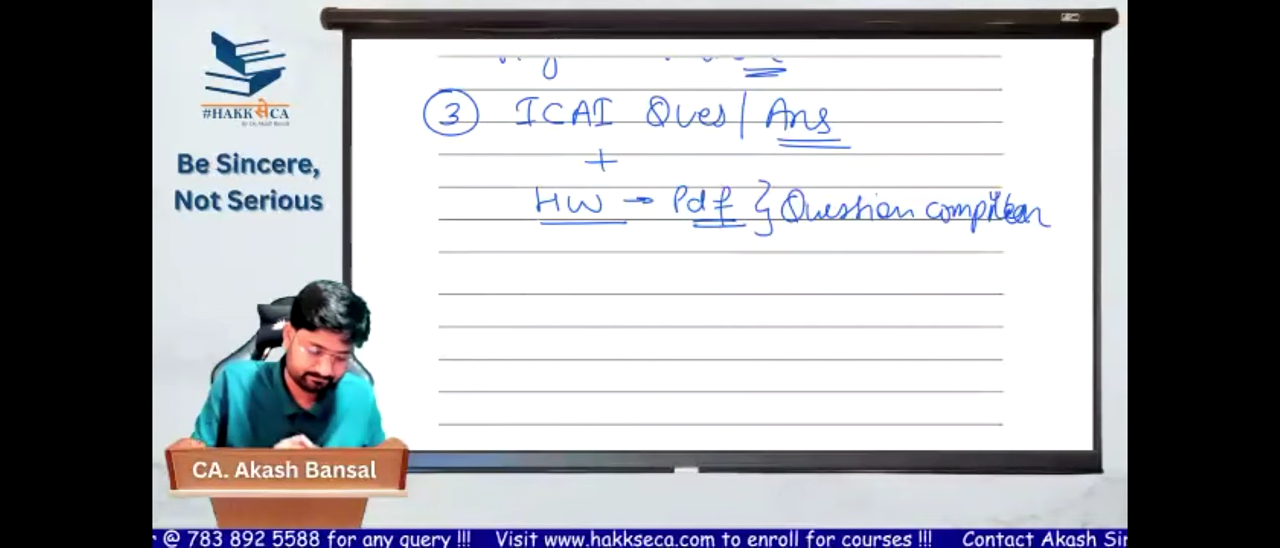 #HAKKसेCA
Be Sincere,
Not Serious
③ ICAI Ques / Ans
+
HW → Pdf } Question
CA. Akash Bansal
@ 783 892 5588 for any query !!! Visit www.hakkseca.com to enroll for courses !!! Contact Akash Sir